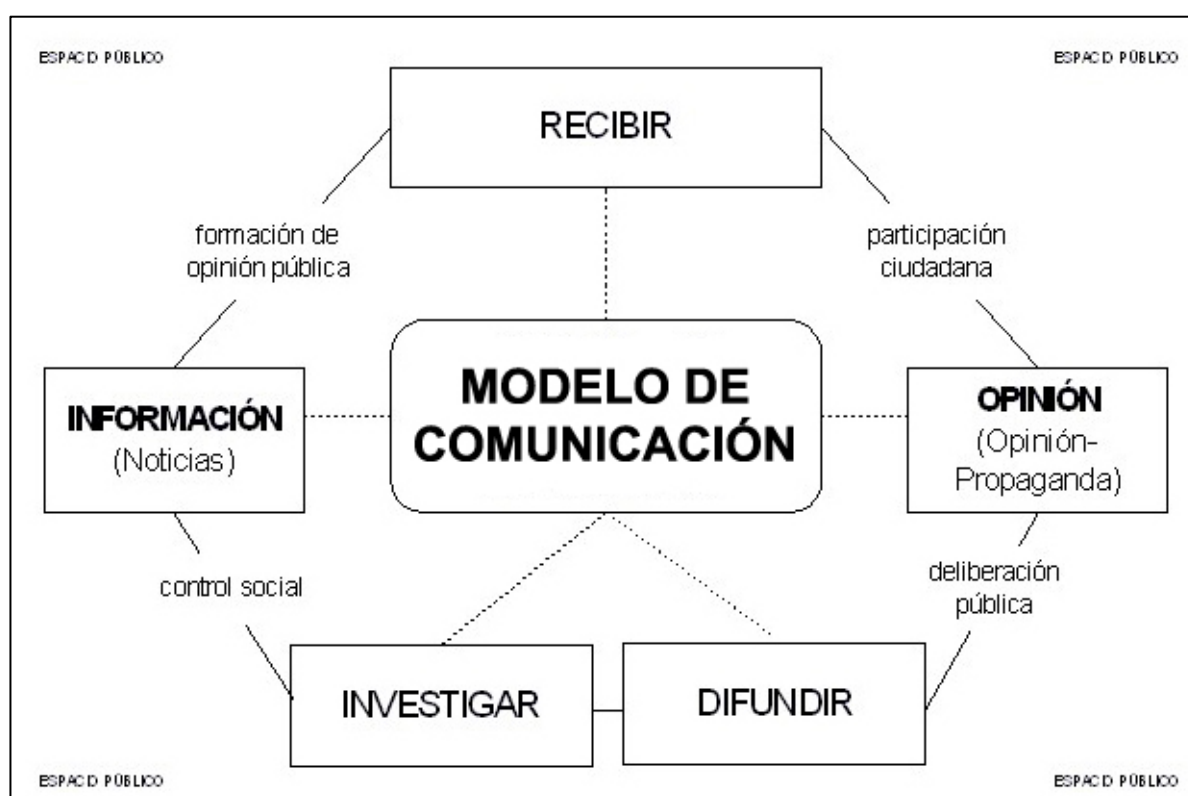 ESPACIO PÚBLICO
ESPACIO PÚBLICO
RECIBIR
formación de
opinión pública
participación
ciudadana
MODELO DE
COMUNICACIÓN
INFORMACIÓN
(Noticias)
OPINIÓN
(Opinión-
Propaganda)
control social
deliberación
pública
INVESTIGAR
DIFUNDIR
ESPACIO PÚBLICO
ESPACIO PÚBLICO